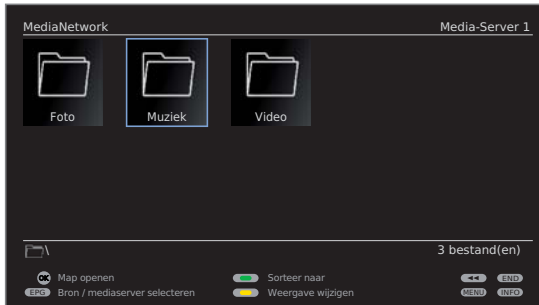 MediaNetwork Media-Server 1
Foto Muziek Video
\ 3 bestand(en)
OK Map openen Sorteer naar END
EPG Bron / mediaserver selecteren Weergave wijzigen MENU INFO